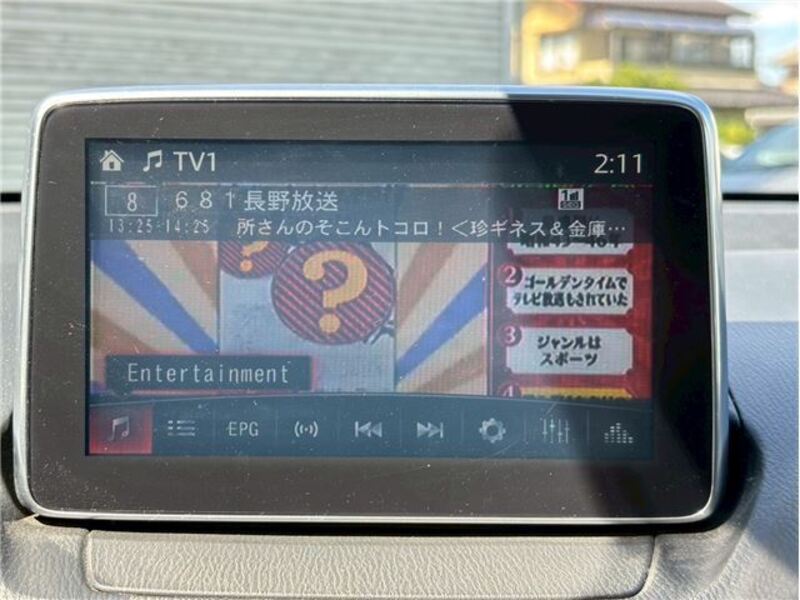 TV1
2:11
8 681 長野放送
1 SEG
13:25-14:25 所さんのそこんトコロ!<珍ギネス&金庫…
2 ゴールデンタイムで
テレビ放送もされていた
3 ジャンルは
スポーツ
4
Entertainment
EPG